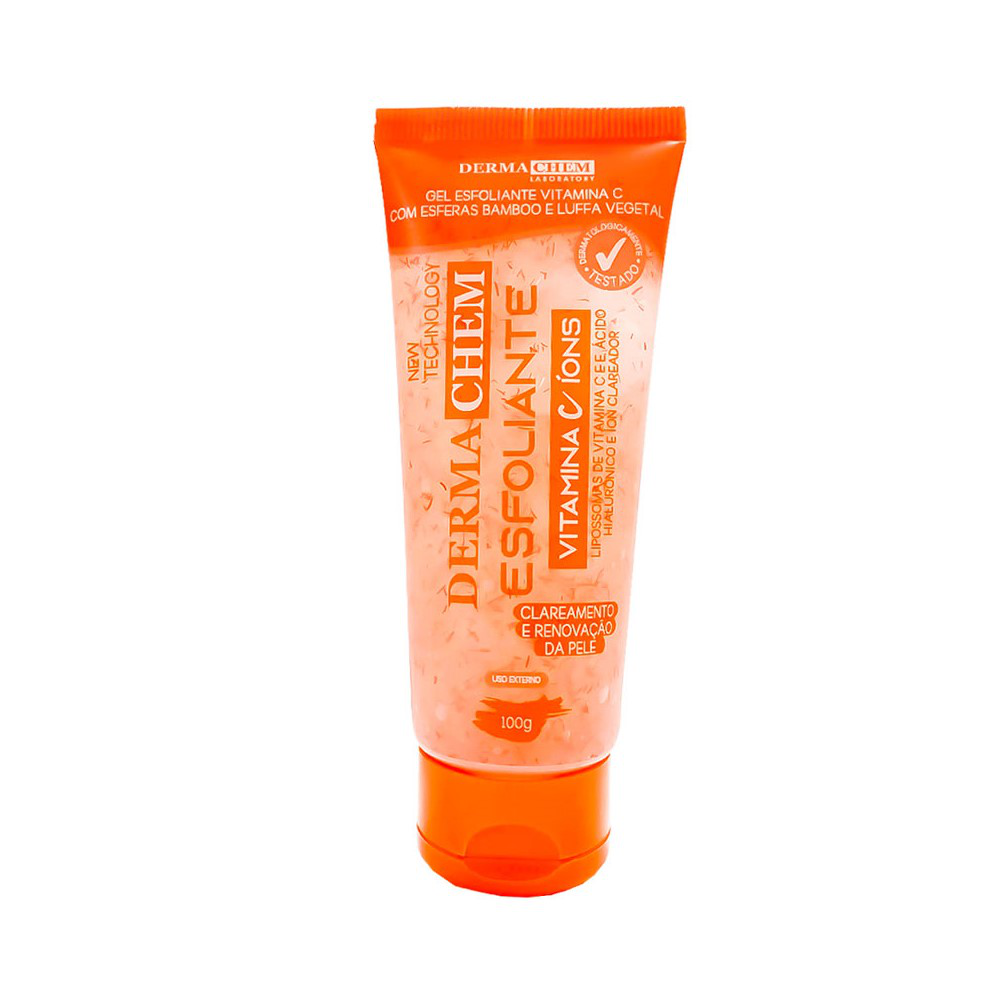 DERMA CHEM
LABORATORY
GEL ESFOLIANTE VITAMINA C
COM ESFERAS BAMBOO E LUFFA VEGETAL
DERMATOLOGICAMENTE
TESTADO
NEW
TECHNOLOGY
DERMA CHEM
ESFOLIANTE
VITAMINA C ÍONS
LIPOSSOMAS DE VITAMINA C E E, ÁCIDO
HIALURÔNICO E ÍON CLAREADOR
CLAREAMENTO
E RENOVAÇÃO
DA PELE
USO EXTERNO
100g